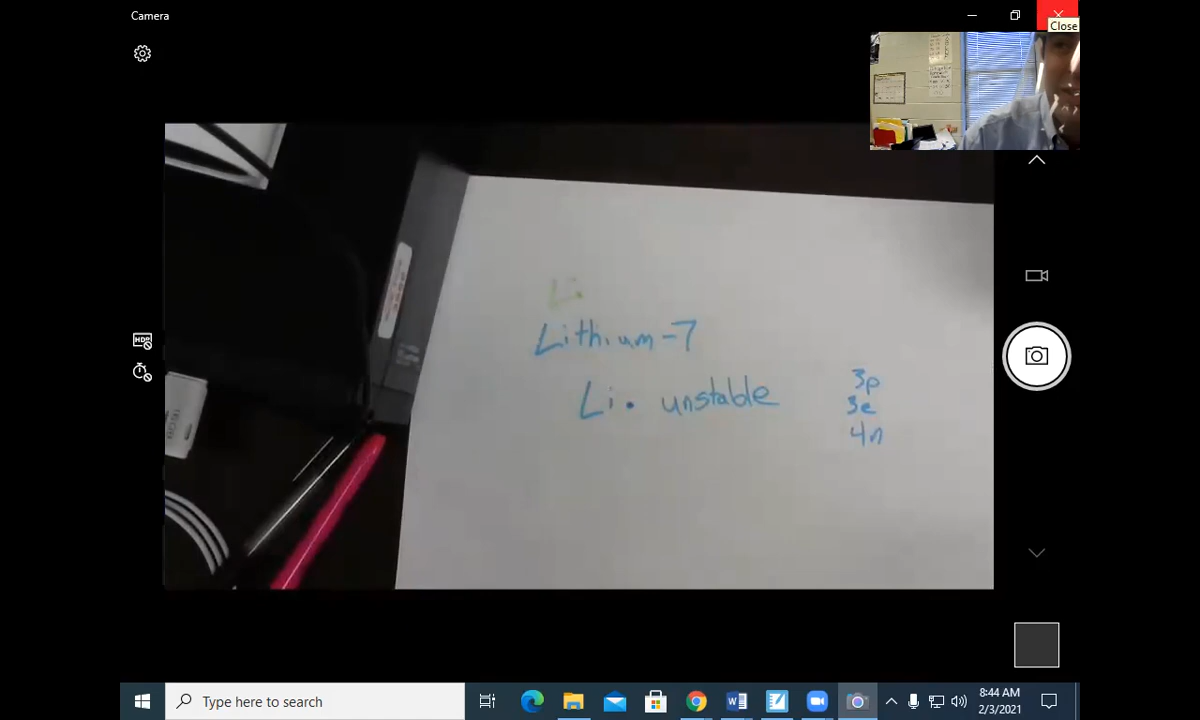 Camera
Close
Li
Lithium-7
Li• unstable
3p
3e
4n
Type here to search
8:44 AM
2/3/2021